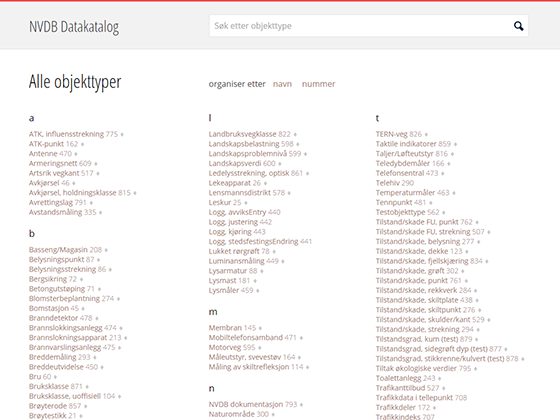 NVDB Datakatalog
Søk etter objekttype
Alle objekttyper
organiser etter navn nummer
a
ATK, influensstrekning 775 +
ATK-punkt 162 +
Antenne 470 +
Armeringsnett 609 +
Artsrik vegkant 517 +
Avkjørsel 46 +
Avkjørsel, holdningsklasse 815 +
Avrettingslag 791 +
Avstandsmåling 335 +
b
Basseng/Magasin 208 +
Belysningspunkt 87 +
Belysningsstrekning 86 +
Bergsikring 72 +
Betongutstøping 71 +
Blomsterbeplantning 274 +
Bomstasjon 45 +
Branndetektor 478 +
Brannslokkingsanlegg 474 +
Brannslokningsapparat 213 +
Brannvarslingsanlegg 475 +
Breddemåling 293 +
Breddeutvidelse 450 +
Bru 60 +
Bruksklasse 871 +
Bruksklasse, uoffisiell 104 +
Brøyterode 857 +
Brøytestikk 21 +
l
Landbruksvegklasse 822 +
Landskapsbelastning 598 +
Landskapsproblemnivå 599 +
Landskapsverdi 600 +
Ledelysstrekning, optisk 861 +
Lekeapparat 26 +
Lensmannsdistrikt 578 +
Leskur 25 +
Logg, avviksEntry 440
Logg, justering 442
Logg, kjøring 443
Logg, stedsfestingsEndring 441
Lukket rørgrøft 78 +
Luminansmåling 449 +
Lysarmatur 88 +
Lysmast 181 +
Lysmåler 459 +
m
Membran 145 +
Mobiltelefonsamband 471 +
Motorveg 595 +
Måleutstyr, svevestøv 164 +
Måling av skiltrefleksjon 114 +
n
NVDB dokumentasjon 793 +
Naturområde 300 +
t
TERN-veg 826 +
Taktile indikatorer 859 +
Taljer/Løfteutstyr 816 +
Teledybdemåler 166 +
Telefonsentral 473 +
Telehiv 290
Temperaturmåler 463 +
Tennpunkt 481 +
Testobjekttype 562 +
Tilstand/skade FU, punkt 762 +
Tilstand/skade FU, strekning 507 +
Tilstand/skade, belysning 277 +
Tilstand/skade, dekke 123 +
Tilstand/skade, fjellskjæring 834 +
Tilstand/skade, grøft 302 +
Tilstand/skade, punkt 761 +
Tilstand/skade, rekkverk 284 +
Tilstand/skade, skiltplate 438 +
Tilstand/skade, skiltpunkt 276 +
Tilstand/skade, skulder/kant 529 +
Tilstand/skade, strekning 294 +
Tilstandsgrad, kum (test) 879 +
Tilstandsgrad, sidegrøft dyp (test) 877 +
Tilstandsgrad, stikkrenne/kulvert (test) 878 +
Tiltak økologiske verdier 795 +
Toalettanlegg 243 +
Trafikkantilbud 527 +
Trafikkdata i tellepunkt 708
Trafikkdeler 172 +
Trafikkindeks 707